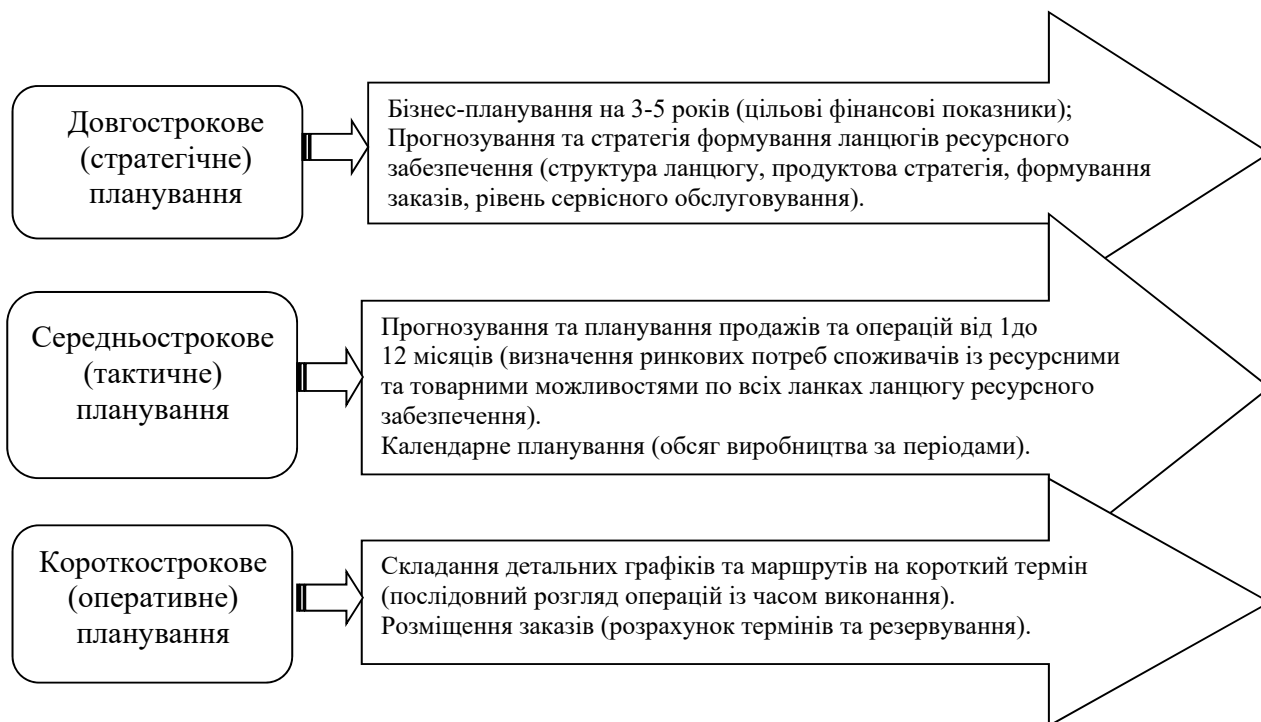 Довгострокове
(стратегічне)
планування
Бізнес-планування на 3-5 років (цільові фінансові показники);
Прогнозування та стратегія формування ланцюгів ресурсного
забезпечення (структура ланцюгу, продуктова стратегія, формування
заказів, рівень сервісного обслуговування).
Середньострокове
(тактичне)
планування
Прогнозування та планування продажів та операцій від 1до
12 місяців (визначення ринкових потреб споживачів із ресурсними
та товарними можливостями по всіх ланках ланцюгу ресурсного
забезпечення).
Календарне планування (обсяг виробництва за періодами).
Короткострокове
(оперативне)
планування
Складання детальних графіків та маршрутів на короткий термін
(послідовний розгляд операцій із часом виконання).
Розміщення заказів (розрахунок термінів та резервування).